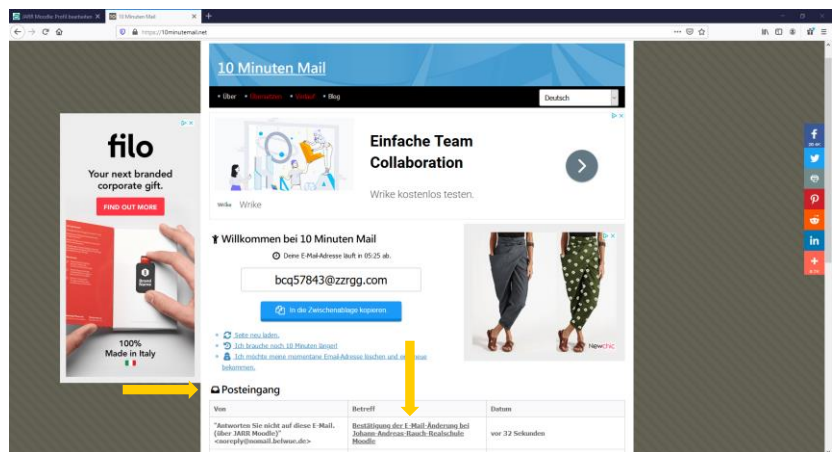 JARR Moodle Profil bearbeiten
10 Minuten Mail
https://10minutemail.net
10 Minuten Mail
Über
Verlauf
Blog
Deutsch
filo
Your next branded
corporate gift.
FIND OUT MORE
100%
Made in Italy
Einfache Team
Collaboration
Wrike kostenlos testen.
Wrike
Wrike
Willkommen bei 10 Minuten Mail
Deine E-Mail-Adresse läuft in 05:25 ab.
bcq57843@zzrgg.com
In die Zwischenablage kopieren
Seite neu laden.
Ich brauche noch 10 Minuten länger!
Ich möchte meine momentane Email-Adresse löschen und neue
bekommen.
Newchic
Posteingang
Von Betreff Datum
"Antworten Sie nicht auf diese E-Mail. Bestätigung der E-Mail-Änderung bei
(über JARR Moodle)" Johann-Andreas-Rauch-Realschule vor 32 Sekunden
<noreply@nomail.belwue.de> Moodle